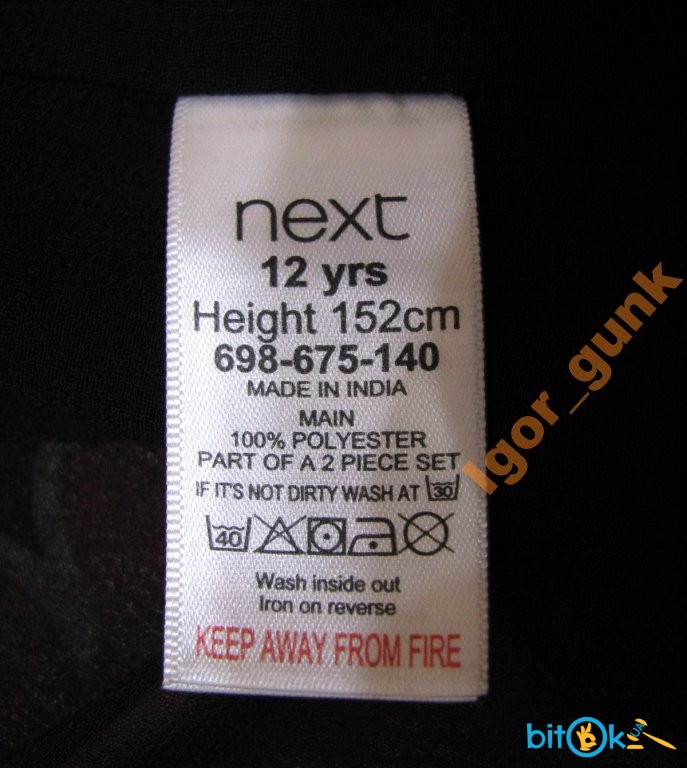 next
12 yrs
Height 152cm
698-675-140
MADE IN INDIA
MAIN
100% POLYESTER
PART OF A 2 PIECE SET
IF IT'S NOT DIRTY WASH AT 30
40
Wash inside out
Iron on reverse
KEEP AWAY FROM FIRE
Igor_gunk
bitOk UA